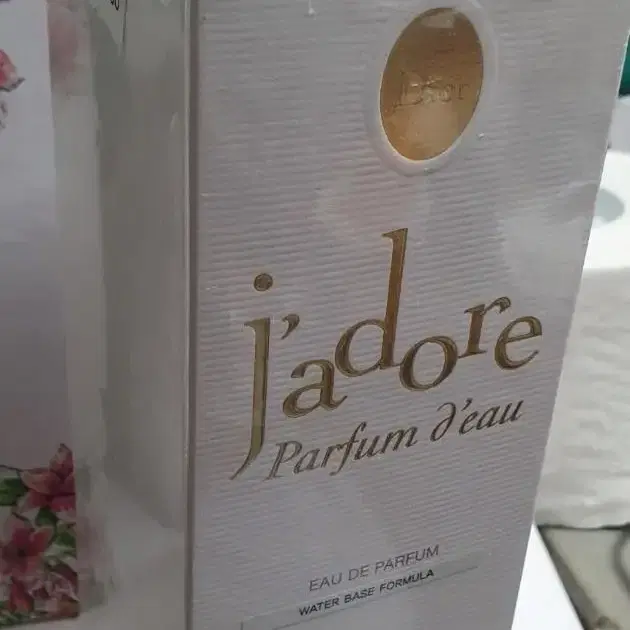 Dior
j'adore
Parfum d'eau
EAU DE PARFUM
WATER BASE FORMULA